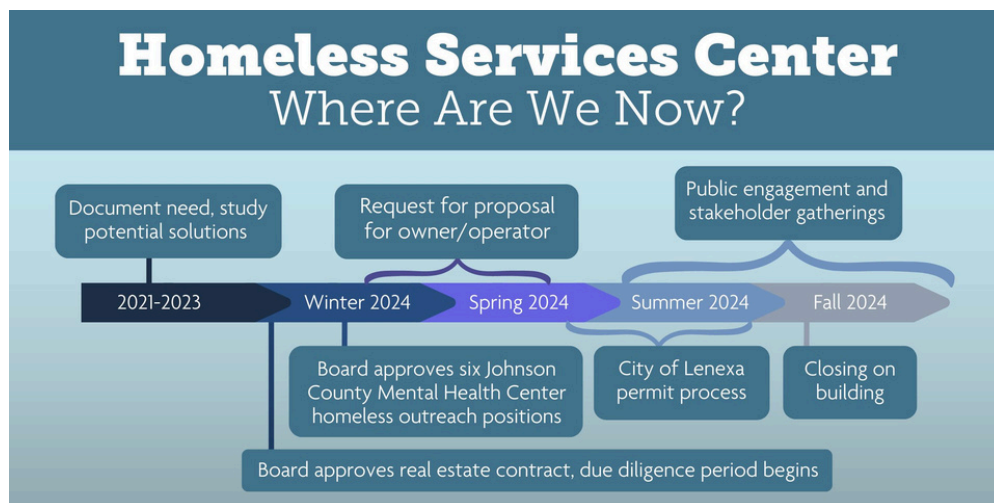 Homeless Services Center
Where Are We Now?
Document need, study
potential solutions
Request for proposal
for owner/operator
Public engagement and
stakeholder gatherings
2021-2023
Winter 2024
Spring 2024
Summer 2024
Fall 2024
Board approves six Johnson
County Mental Health Center
homeless outreach positions
City of Lenexa
permit process
Closing on
building
Board approves real estate contract, due diligence period begins